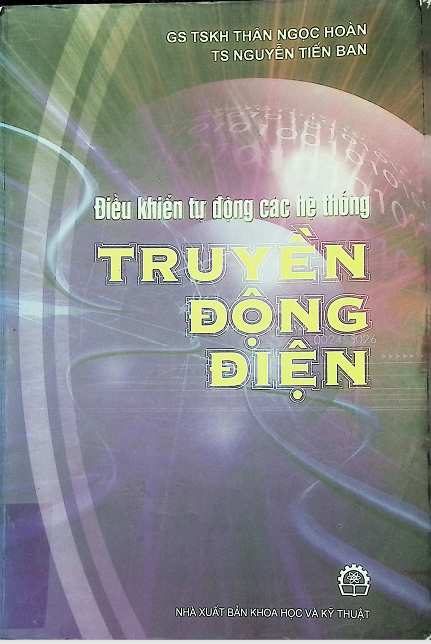 GS TSKH THÂN NGỌC HOÀN
TS NGUYỄN TIẾN BAN
Điều khiển tự động các hệ thống
TRUYỀN
ĐỘNG
ĐIỆN
NHÀ XUẤT BẢN KHOA HỌC VÀ KỸ THUẬT